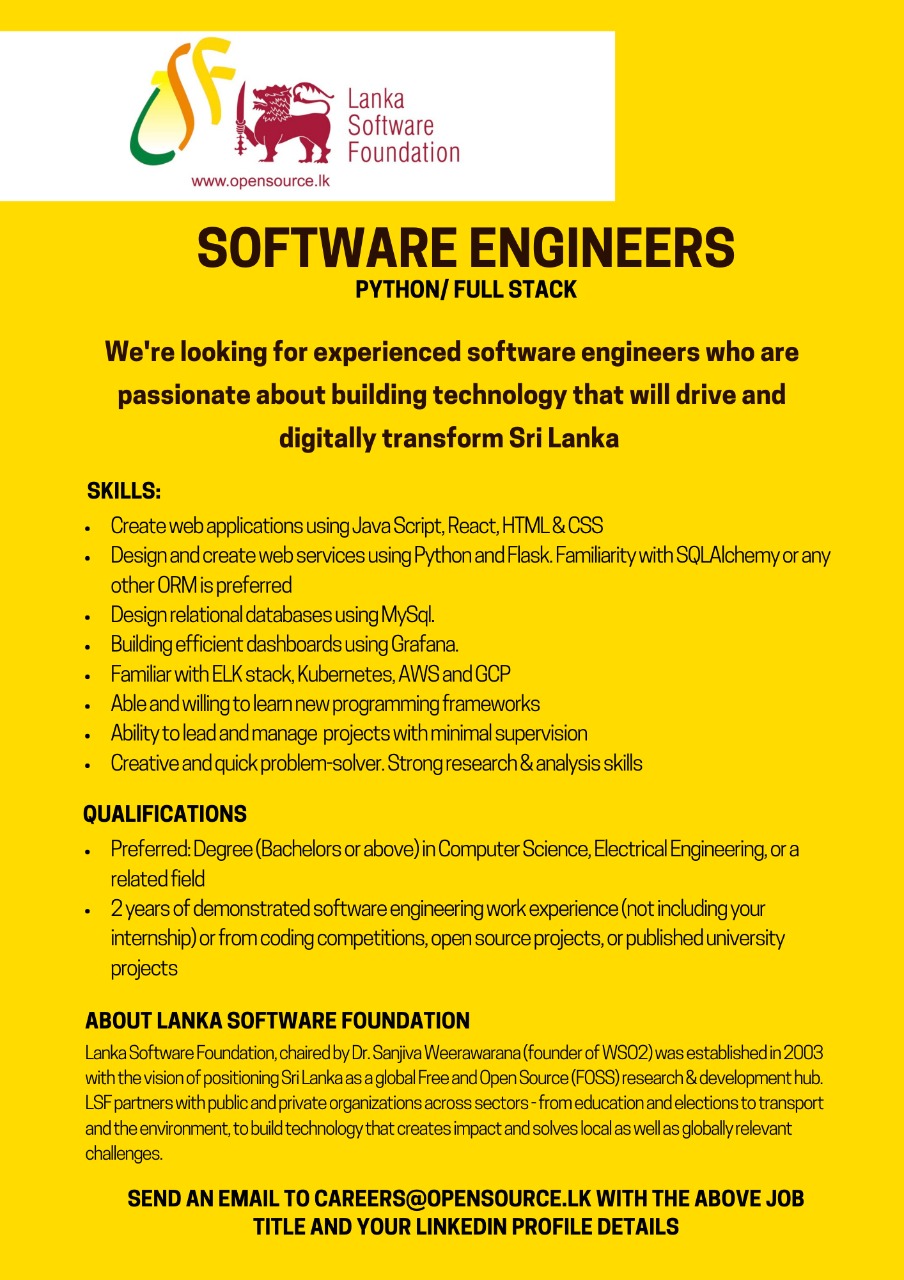 LSF
Lanka
Software
Foundation
www.opensource.lk
SOFTWARE ENGINEERS
PYTHON/ FULL STACK
We're looking for experienced software engineers who are
passionate about building technology that will drive and
digitally transform Sri Lanka
SKILLS:
• Create web applications using Java Script, React, HTML & CSS
• Design and create web services using Python and Flask. Familiarity with SQLAlchemy or any
other ORM is preferred
• Design relational databases using MySql.
• Building efficient dashboards using Grafana.
• Familiar with ELK stack, Kubernetes, AWS and GCP
• Able and willing to learn new programming frameworks
• Ability to lead and manage projects with minimal supervision
• Creative and quick problem-solver. Strong research & analysis skills
QUALIFICATIONS
• Preferred: Degree (Bachelors or above) in Computer Science, Electrical Engineering, or a
related field
• 2 years of demonstrated software engineering work experience (not including your
internship) or from coding competitions, open source projects, or published university
projects
ABOUT LANKA SOFTWARE FOUNDATION
Lanka Software Foundation, chaired by Dr. Sanjiva Weerawarana (founder of WSO2) was established in 2003
with the vision of positioning Sri Lanka as a global Free and Open Source (FOSS) research & development hub.
LSF partners with public and private organizations across sectors - from education and elections to transport
and the environment, to build technology that creates impact and solves local as well as globally relevant
challenges.
SEND AN EMAIL TO CAREERS@OPENSOURCE.LK WITH THE ABOVE JOB
TITLE AND YOUR LINKEDIN PROFILE DETAILS